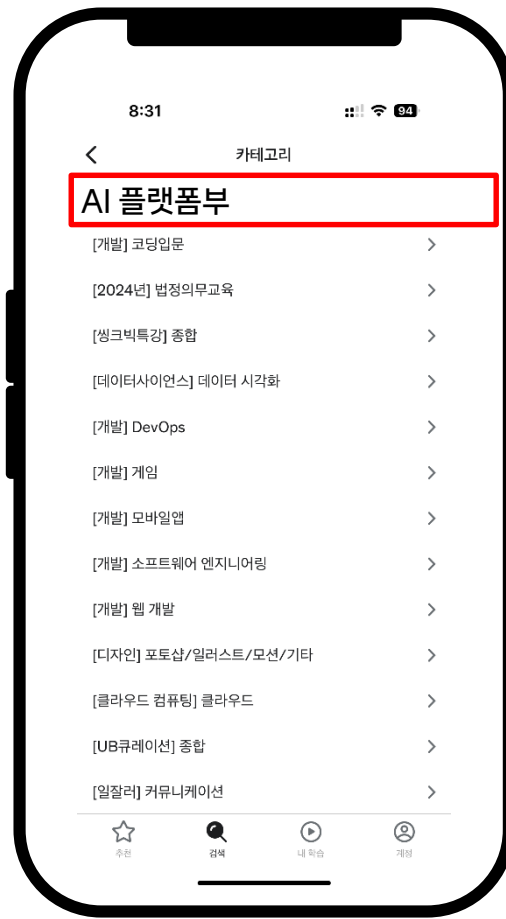 8:31
94
카테고리
AI 플랫폼부
[개발] 코딩입문
[2024년] 법정의무교육
[씽크빅특강] 종합
[데이터사이언스] 데이터 시각화
[개발] DevOps
[개발] 게임
[개발] 모바일앱
[개발] 소프트웨어 엔지니어링
[개발] 웹 개발
[디자인] 포토샵/일러스트/모션/기타
[클라우드 컴퓨팅] 클라우드
[UB큐레이션] 종합
[일잘러] 커뮤니케이션
추천 검색 내 학습 계정